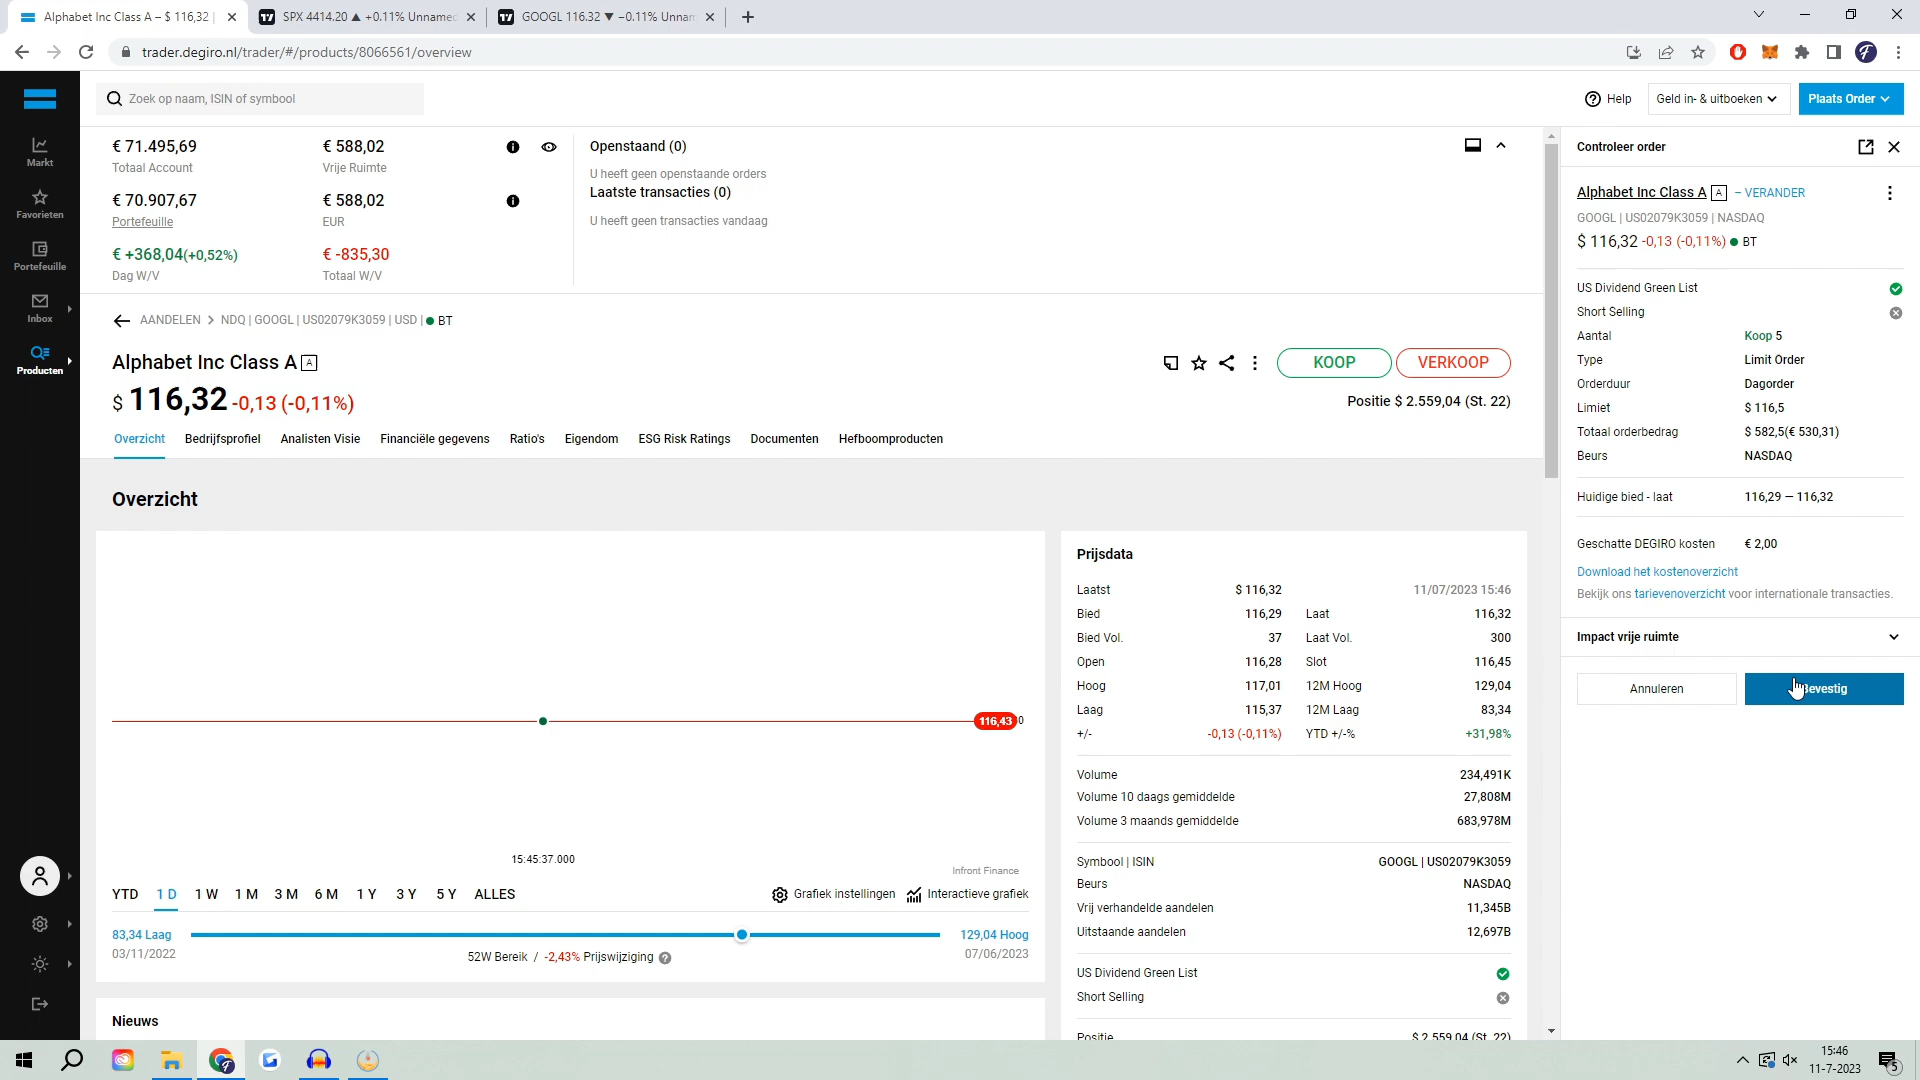 Alphabet Inc Class A – $ 116,32 |
SPX 4414.20 ▲ +0.11% Unnamed
GOOGL 116.32 ▼ −0.11% Unnam
trader.degiro.nl/trader/#/products/8066561/overview
Zoek op naam, ISIN of symbool
Help
Geld in- & uitboeken
Plaats Order
Markt
Favorieten
Portefeuille
Inbox
Producten
€ 71.495,69
€ 588,02
Totaal Account
Vrije Ruimte
€ 70.907,67
€ 588,02
Portefeuille
EUR
€ +368,04(+0,52%)
€ -835,30
Dag W/V
Totaal W/V
Openstaand (0)
U heeft geen openstaande orders
Laatste transacties (0)
U heeft geen transacties vandaag
AANDELEN > NDQ | GOOGL | US02079K3059 | USD | BT
Alphabet Inc Class A A
$ 116,32 -0,13 (-0,11%)
KOOP
VERKOOP
Positie $ 2.559,04 (St. 22)
Overzicht Bedrijfsprofiel Analisten Visie Financiële gegevens Ratio's Eigendom ESG Risk Ratings Documenten Hefboomproducten
Overzicht
116,43
0
15:45:37.000
Infront Finance
YTD 1 D 1 W 1 M 3 M 6 M 1 Y 3 Y 5 Y ALLES
Grafiek instellingen
Interactieve grafiek
83,34 Laag
129,04 Hoog
03/11/2022
52W Bereik / -2,43% Prijswijziging ?
07/06/2023
Nieuws
Prijsdata
Laatst $ 116,32 11/07/2023 15:46
Bied 116,29 Laat 116,32
Bied Vol. 37 Laat Vol. 300
Open 116,28 Slot 116,45
Hoog 117,01 12M Hoog 129,04
Laag 115,37 12M Laag 83,34
+/- -0,13 (-0,11%) YTD +/-% +31,98%
Volume 234,491K
Volume 10 daags gemiddelde 27,808M
Volume 3 maands gemiddelde 683,978M
Symbool | ISIN GOOGL | US02079K3059
Beurs NASDAQ
Vrij verhandelde aandelen 11,345B
Uitstaande aandelen 12,697B
US Dividend Green List
Short Selling
Positie $ 2.559,04 (St. 22)
Controleer order
Alphabet Inc Class A A – VERANDER
GOOGL | US02079K3059 | NASDAQ
$ 116,32 -0,13 (-0,11%) BT
US Dividend Green List
Short Selling
Aantal Koop 5
Type Limit Order
Orderduur Dagorder
Limiet $ 116,5
Totaal orderbedrag $ 582,5(€ 530,31)
Beurs NASDAQ
Huidige bied - laat 116,29 — 116,32
Geschatte DEGIRO kosten € 2,00
Download het kostenoverzicht
Bekijk ons tarievenoverzicht voor internationale transacties.
Impact vrije ruimte
Annuleren
Bevestig
15:46
11-7-2023
5